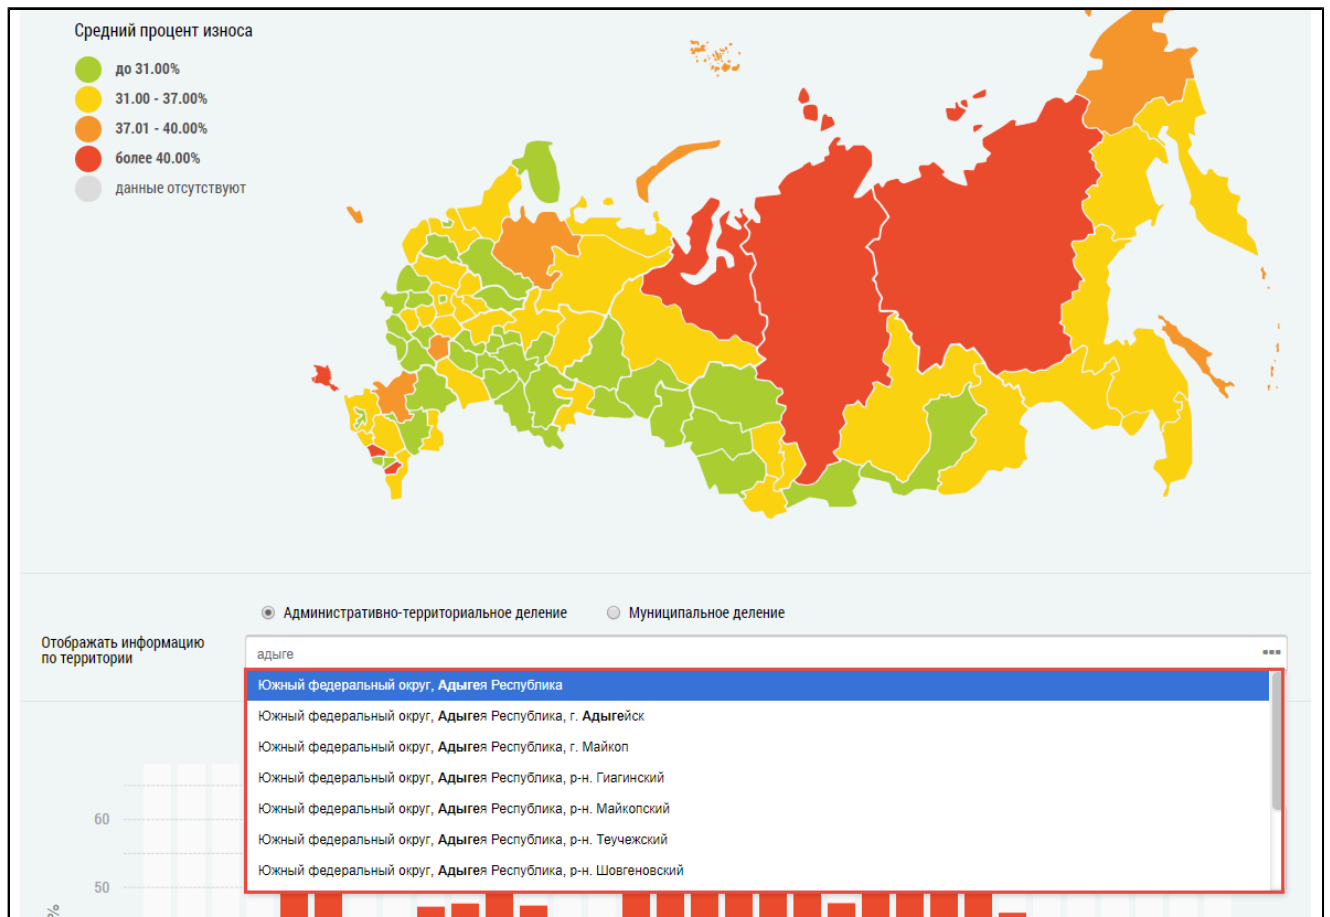 Средний процент износа
до 31.00%
31.00 - 37.00%
37.01 - 40.00%
более 40.00%
данные отсутствуют
Административно-территориальное деление
Муниципальное деление
Отображать информацию
по территории
адыге
Южный федеральный округ, Адыгея Республика
Южный федеральный округ, Адыгея Республика, г. Адыгейск
Южный федеральный округ, Адыгея Республика, г. Майкоп
Южный федеральный округ, Адыгея Республика, р-н. Гиагинский
Южный федеральный округ, Адыгея Республика, р-н. Майкопский
Южный федеральный округ, Адыгея Республика, р-н. Теучежский
Южный федеральный округ, Адыгея Республика, р-н. Шовгеновский
60
50
%